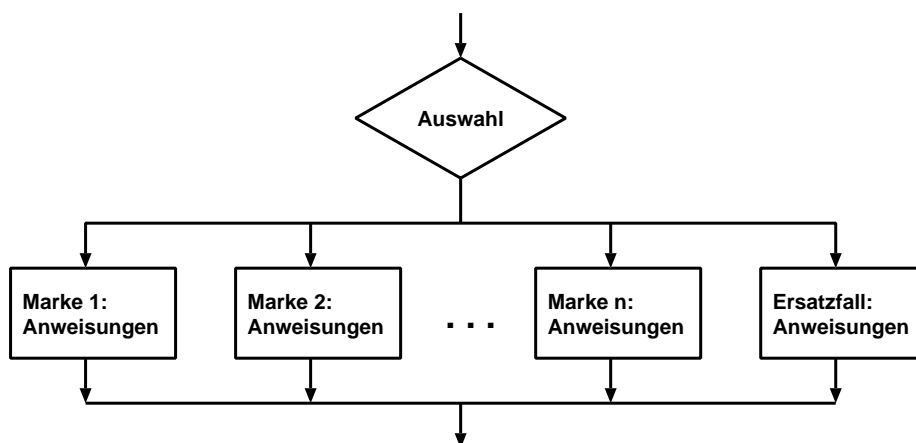 Auswahl
Marke 1:
Anweisungen
Marke 2:
Anweisungen
. . .
Marke n:
Anweisungen
Ersatzfall:
Anweisungen